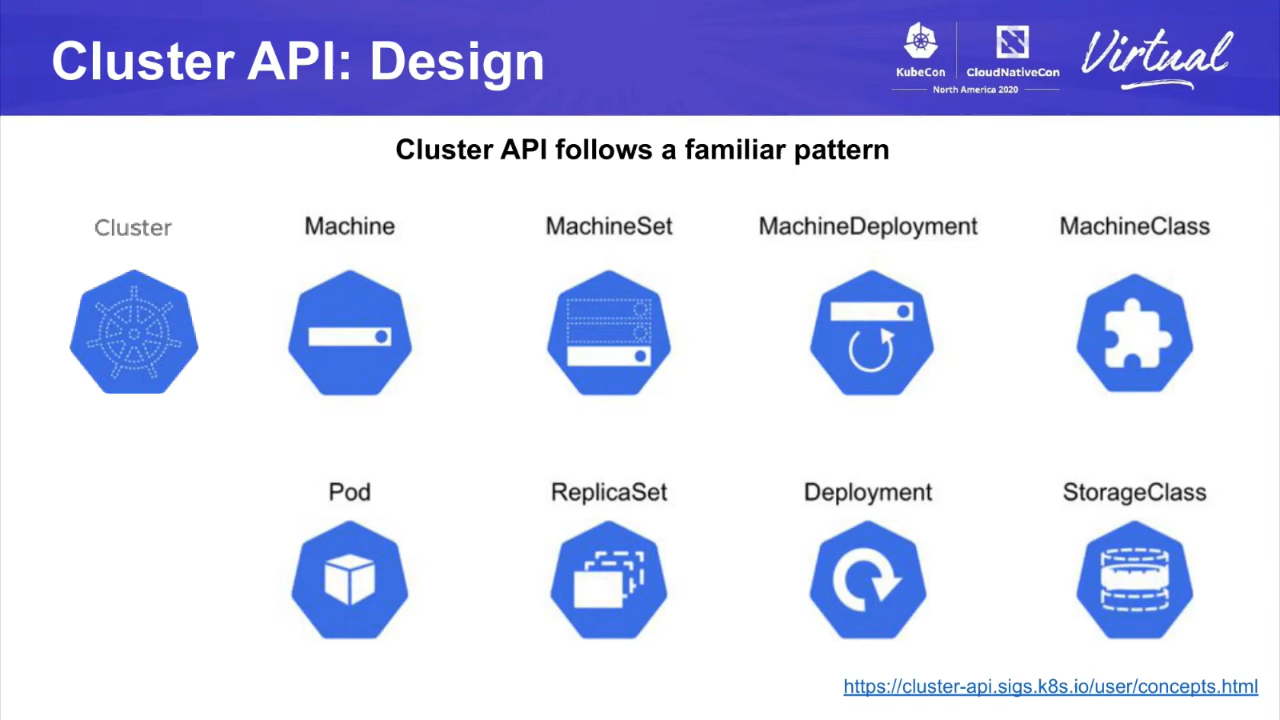 Cluster API: Design
KubeCon
CloudNativeCon
North America 2020
Virtual
Cluster API follows a familiar pattern
Cluster
Machine
MachineSet
MachineDeployment
MachineClass
Pod
ReplicaSet
Deployment
StorageClass
https://cluster-api.sigs.k8s.io/user/concepts.html